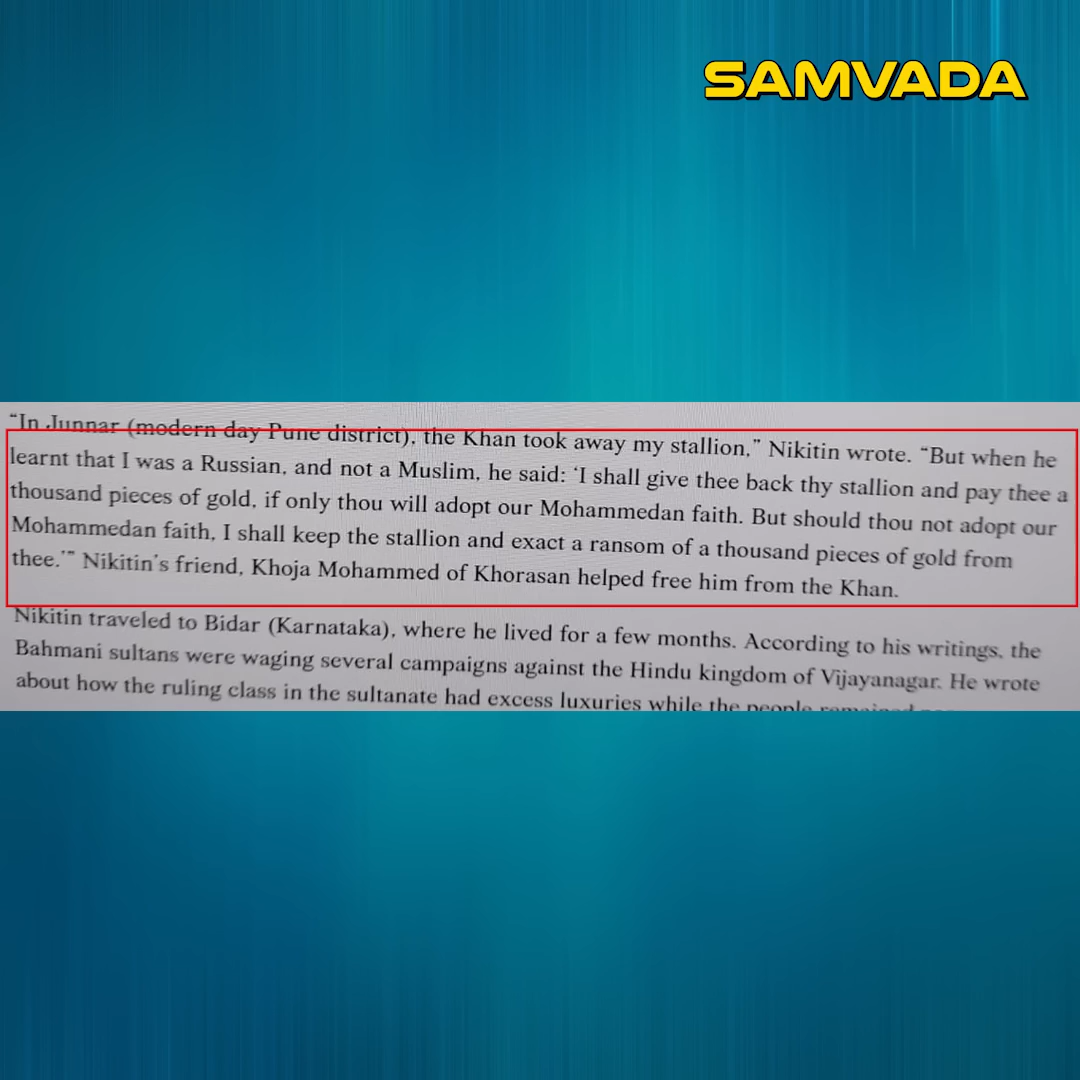 SAMVADA
“In Junnar (modern day Pune district), the Khan took away my stallion,” Nikitin wrote. “But when he
learnt that I was a Russian, and not a Muslim, he said: ‘I shall give thee back thy stallion and pay thee a
thousand pieces of gold, if only thou will adopt our Mohammedan faith. But should thou not adopt our
Mohammedan faith, I shall keep the stallion and exact a ransom of a thousand pieces of gold from
thee.’” Nikitin’s friend, Khoja Mohammed of Khorasan helped free him from the Khan.
Nikitin traveled to Bidar (Karnataka), where he lived for a few months. According to his writings, the
Bahmani sultans were waging several campaigns against the Hindu kingdom of Vijayanagar. He wrote
about how the ruling class in the sultanate had excess luxuries while the people remained